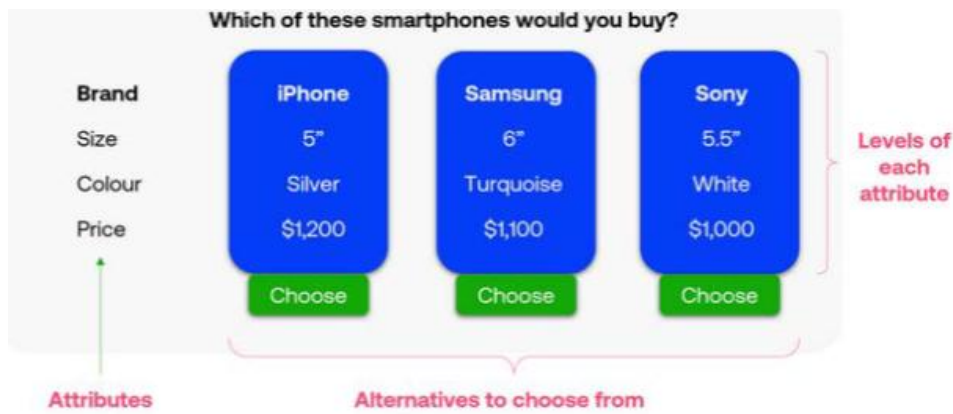 Which of these smartphones would you buy?
Brand iPhone Samsung Sony
Size 5” 6” 5.5”
Colour Silver Turquoise White
Price $1,200 $1,100 $1,000
Choose Choose Choose
Levels of
each
attribute
Attributes Alternatives to choose from